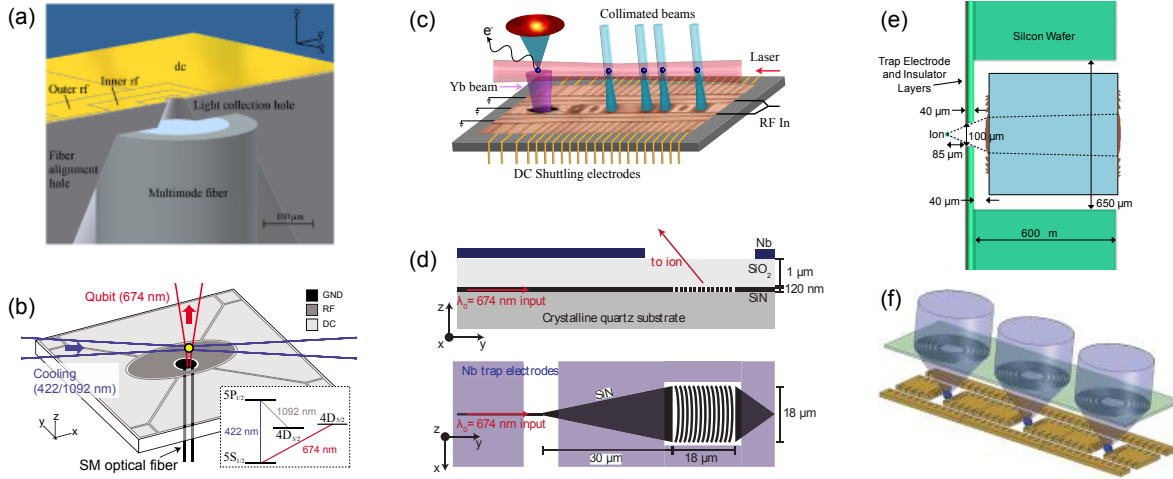 (a)
dc
Inner rf
Outer rf
Light collection hole
Fiber
alignment
hole
Multimode fiber
100μm
z
x
(b)
Qubit (674 nm)
GND
RF
DC
Cooling
(422/1092 nm)
z
y
x
SM optical fiber
5P1/2
1092 nm
4D5/2
422 nm
4D3/2
674 nm
5S1/2
(c)
Collimated beams
e-
Laser
Yb beam
RF In
DC Shuttling electrodes
(d)
Nb
to ion
SiO2
1 μm
λ0= 674 nm input
SiN
120 nm
z
Crystalline quartz substrate
x
y
Nb trap electrodes
SiN
λ0= 674 nm input
18 μm
z
y
x
30 μm
18 μm
(e)
Silcon Wafer
Trap Electrode
and Insulator
Layers
40 μm
Ion
100 μm
85 μm
40 μm
650 μm
600 m
(f)